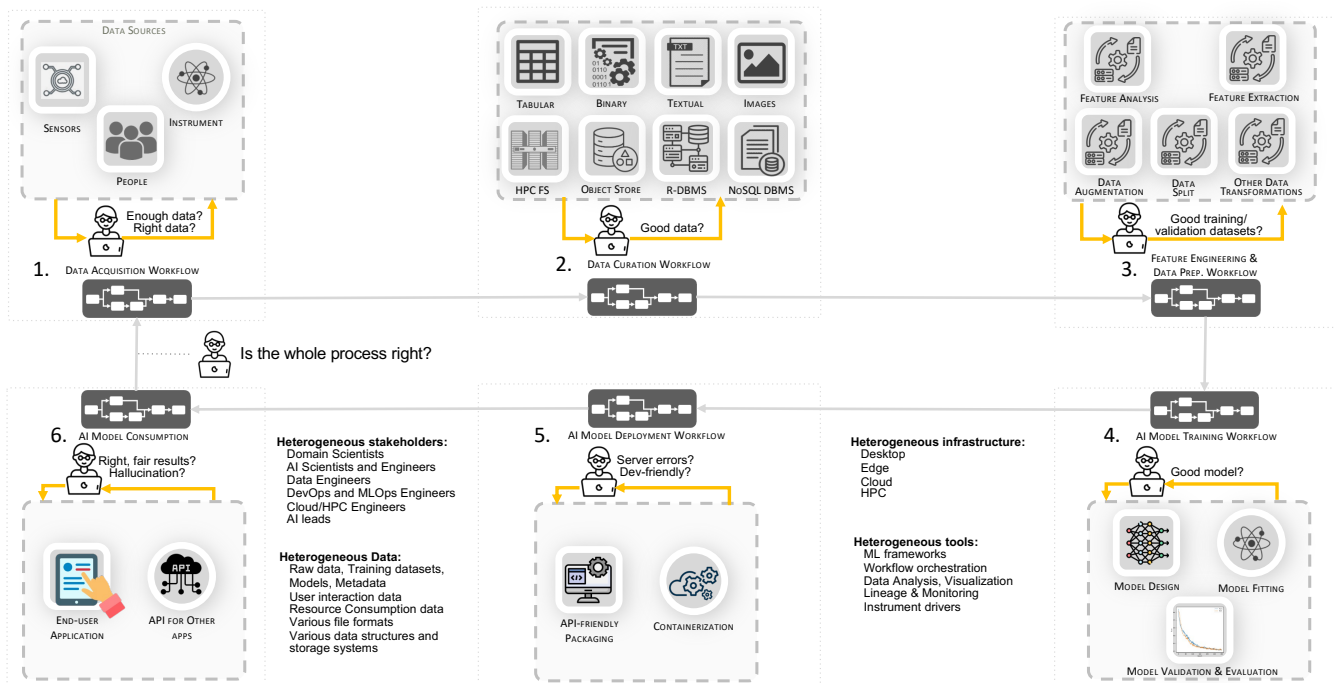 DATA SOURCES
SENSORS
INSTRUMENT
PEOPLE
Enough data?
Right data?
1.
DATA ACQUISITION WORKFLOW
01
0110
0001
01101
TXT
TABULAR
BINARY
TEXTUAL
IMAGES
HPC FS
OBJECT STORE
R-DBMS
NOSQL DBMS
Good data?
2.
DATA CURATION WORKFLOW
FEATURE ANALYSIS
FEATURE EXTRACTION
DATA
AUGMENTATION
DATA
SPLIT
OTHER DATA
TRANSFORMATIONS
Good training/
validation datasets?
3.
FEATURE ENGINEERING &
DATA PREP. WORKFLOW
Is the whole process right?
6.
AI MODEL CONSUMPTION
Right, fair results?
Hallucination?
API
END-USER
APPLICATION
API FOR OTHER
APPS
Heterogeneous stakeholders:
Domain Scientists
AI Scientists and Engineers
Data Engineers
DevOps and MLOps Engineers
Cloud/HPC Engineers
AI leads
Heterogeneous Data:
Raw data, Training datasets,
Models, Metadata
User interaction data
Resource Consumption data
Various file formats
Various data structures and
storage systems
5.
AI MODEL DEPLOYMENT WORKFLOW
Server errors?
Dev-friendly?
</>
API-FRIENDLY
PACKAGING
CONTAINERIZATION
Heterogeneous infrastructure:
Desktop
Edge
Cloud
HPC
Heterogeneous tools:
ML frameworks
Workflow orchestration
Data Analysis, Visualization
Lineage & Monitoring
Instrument drivers
4.
AI MODEL TRAINING WORKFLOW
Good model?
MODEL DESIGN
MODEL FITTING
MODEL VALIDATION & EVALUATION